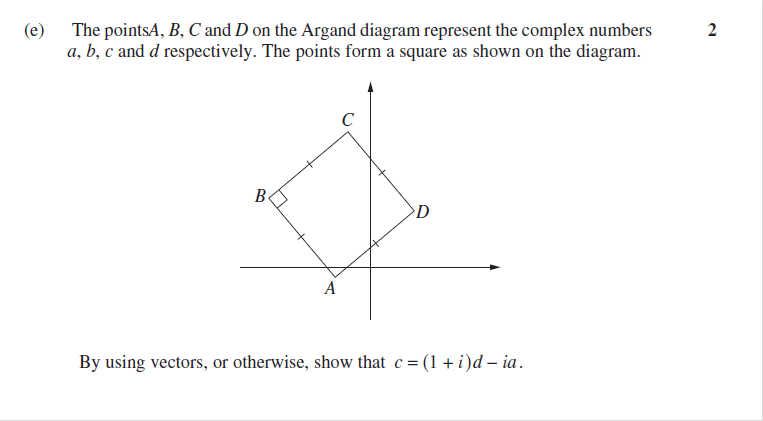 (e) The pointsA, B, C and D on the Argand diagram represent the complex numbers 2
a, b, c and d respectively. The points form a square as shown on the diagram.
C
B
D
A
By using vectors, or otherwise, show that c = (1 + i)d – ia.